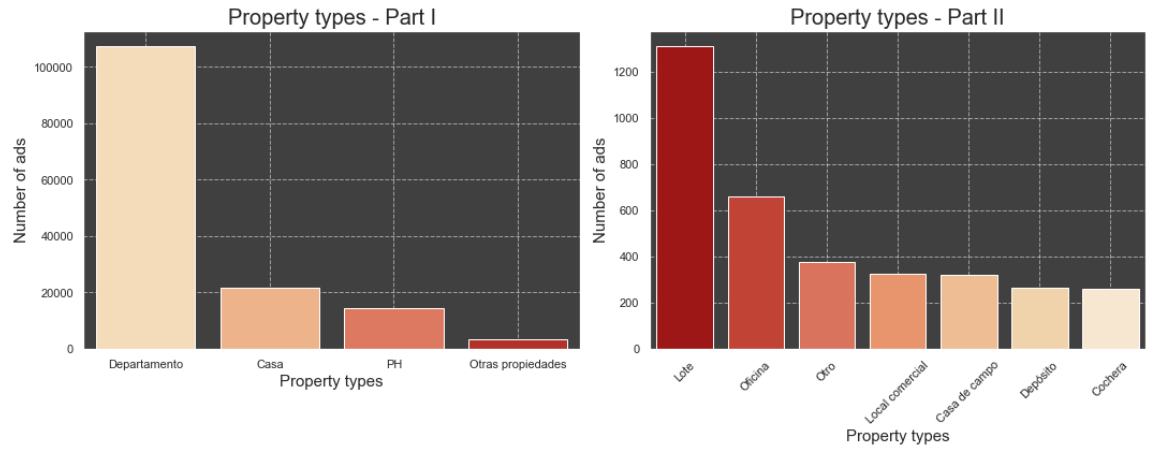 Property types - Part I
Number of ads
100000
80000
60000
40000
20000
0
Departamento
Casa
PH
Otras propiedades
Property types
Property types - Part II
Number of ads
1200
1000
800
600
400
200
0
Lote
Oficina
Otro
Local comercial
Casa de campo
Depósito
Cochera
Property types